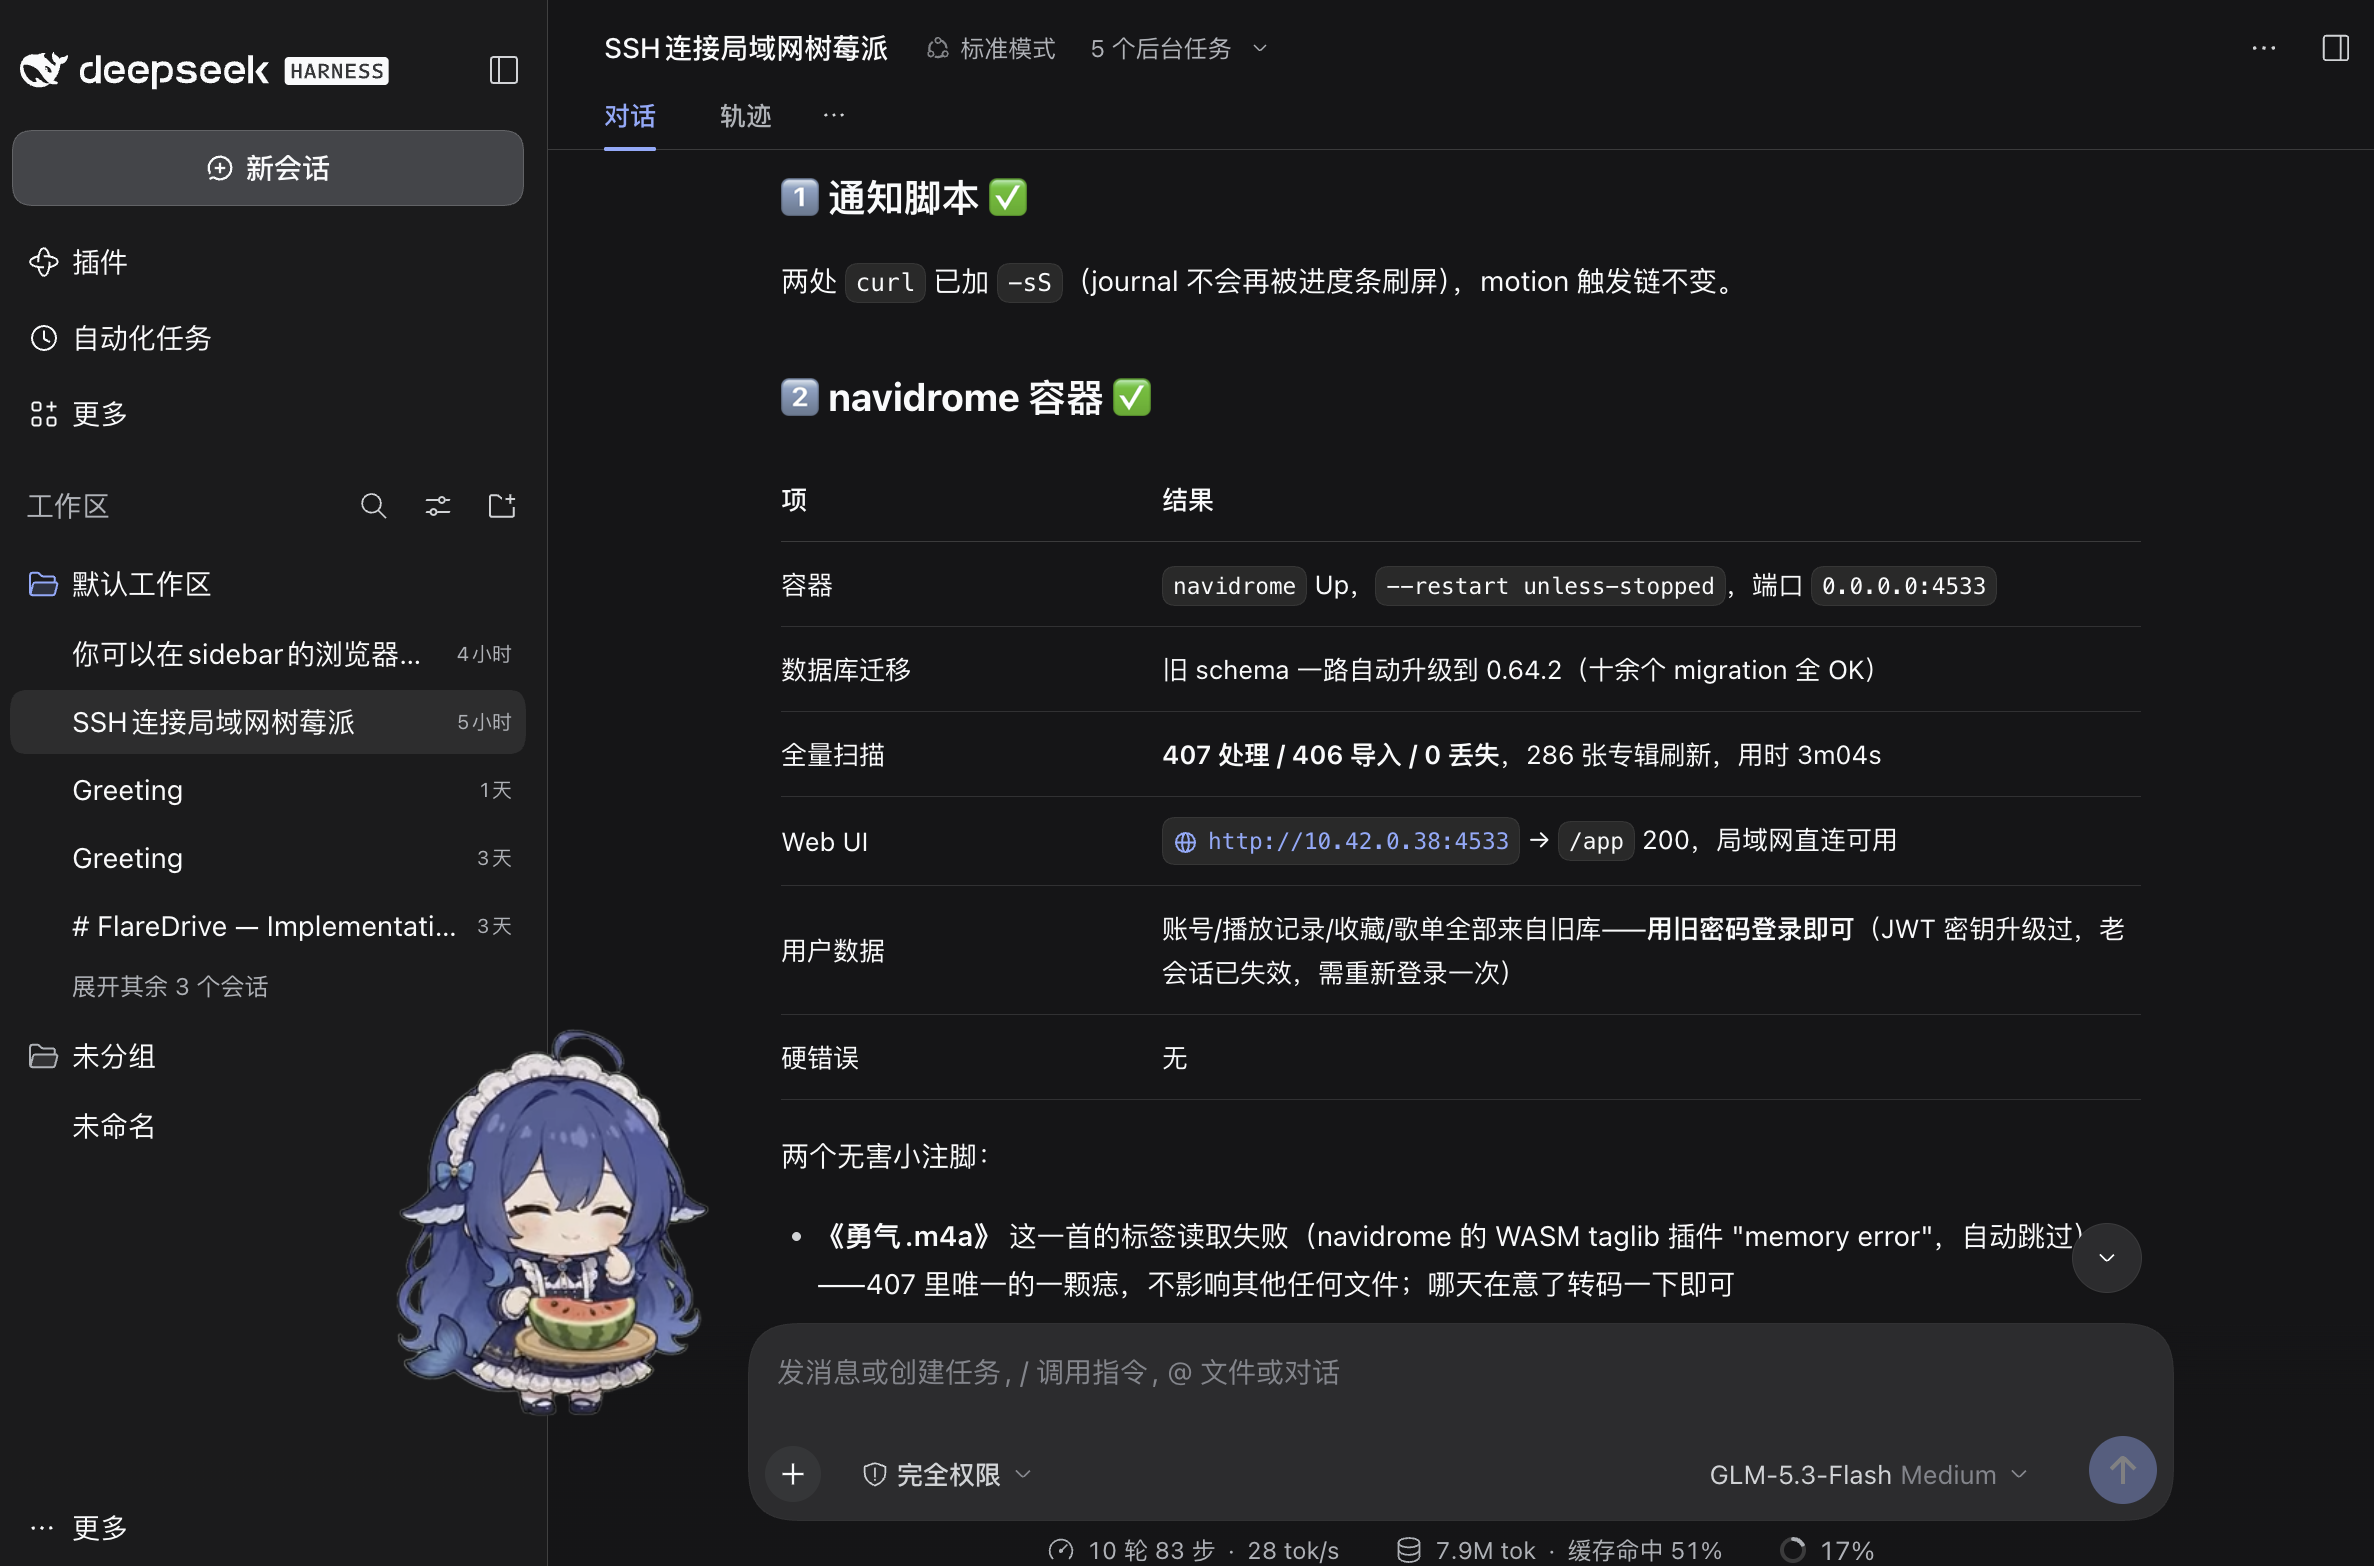 deepseek HARNESS
新会话
插件
自动化任务
更多
工作区
默认工作区
你可以在sidebar的浏览器... 4小时
SSH连接局域网树莓派 5小时
Greeting 1天
Greeting 3天
# FlareDrive — Implementati... 3天
展开其余 3 个会话
未分组
未命名
··· 更多
SSH连接局域网树莓派 标准模式 5 个后台任务
对话 轨迹 ···
1 通知脚本 ✅
两处 curl 已加 -sS（journal 不会再被进度条刷屏），motion 触发链不变。
2 navidrome 容器 ✅
项 结果
容器 navidrome Up， --restart unless-stopped ，端口 0.0.0.0:4533
数据库迁移 旧 schema 一路自动升级到 0.64.2（十余个 migration 全 OK）
全量扫描 407 处理 / 406 导入 / 0 丢失，286 张专辑刷新，用时 3m04s
Web UI http://10.42.0.38:4533 → /app 200，局域网直连可用
用户数据 账号/播放记录/收藏/歌单全部来自旧库——用旧密码登录即可（JWT 密钥升级过，老
会话已失效，需重新登录一次）
硬错误 无
两个无害小注脚：
• 《勇气.m4a》 这一首的标签读取失败（navidrome 的 WASM taglib 插件 "memory error"，自动跳过）
——407 里唯一的一颗痣，不影响其他任何文件；哪天在意了转码一下即可
发消息或创建任务, / 调用指令, @ 文件或对话
+ 完全权限 GLM-5.3-Flash Medium
10 轮 83 步 · 28 tok/s 7.9M tok · 缓存命中 51% 17%